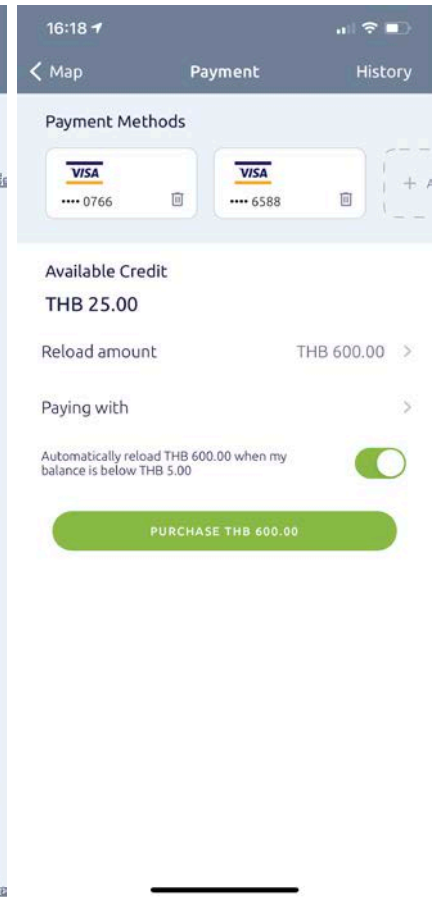 16:18
Map
Payment
History
Payment Methods
VISA
•••• 0766
VISA
•••• 6588
+
Available Credit
THB 25.00
Reload amount
THB 600.00
Paying with
Automatically reload THB 600.00 when my
balance is below THB 5.00
PURCHASE THB 600.00